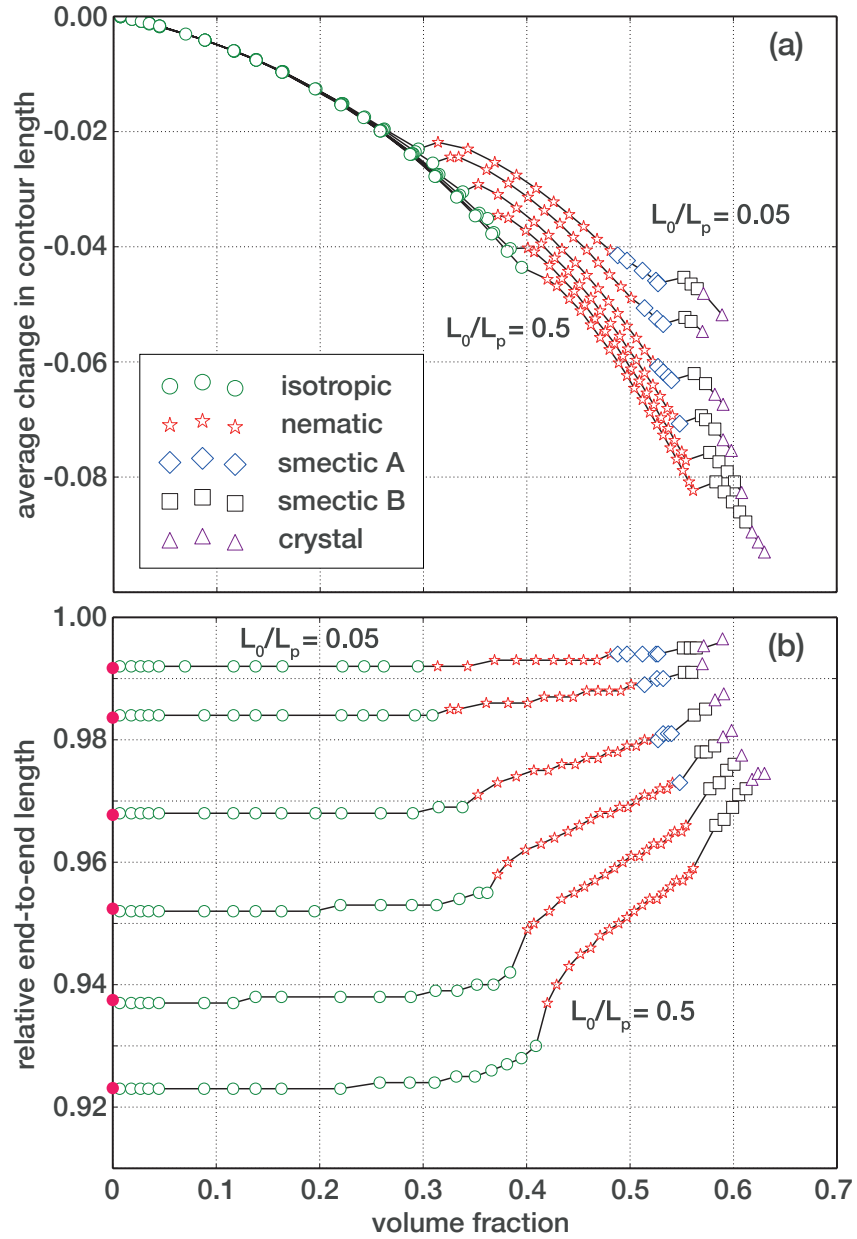 0.00
(a)
-0.02
L0/Lp = 0.05
-0.04
L0/Lp = 0.5
-0.06
-0.08
average change in contour length
isotropic
nematic
smectic A
smectic B
crystal
1.00
L0/Lp = 0.05
(b)
0.98
0.96
0.94
L0/Lp = 0.5
0.92
relative end-to-end length
0 0.1 0.2 0.3 0.4 0.5 0.6 0.7
volume fraction